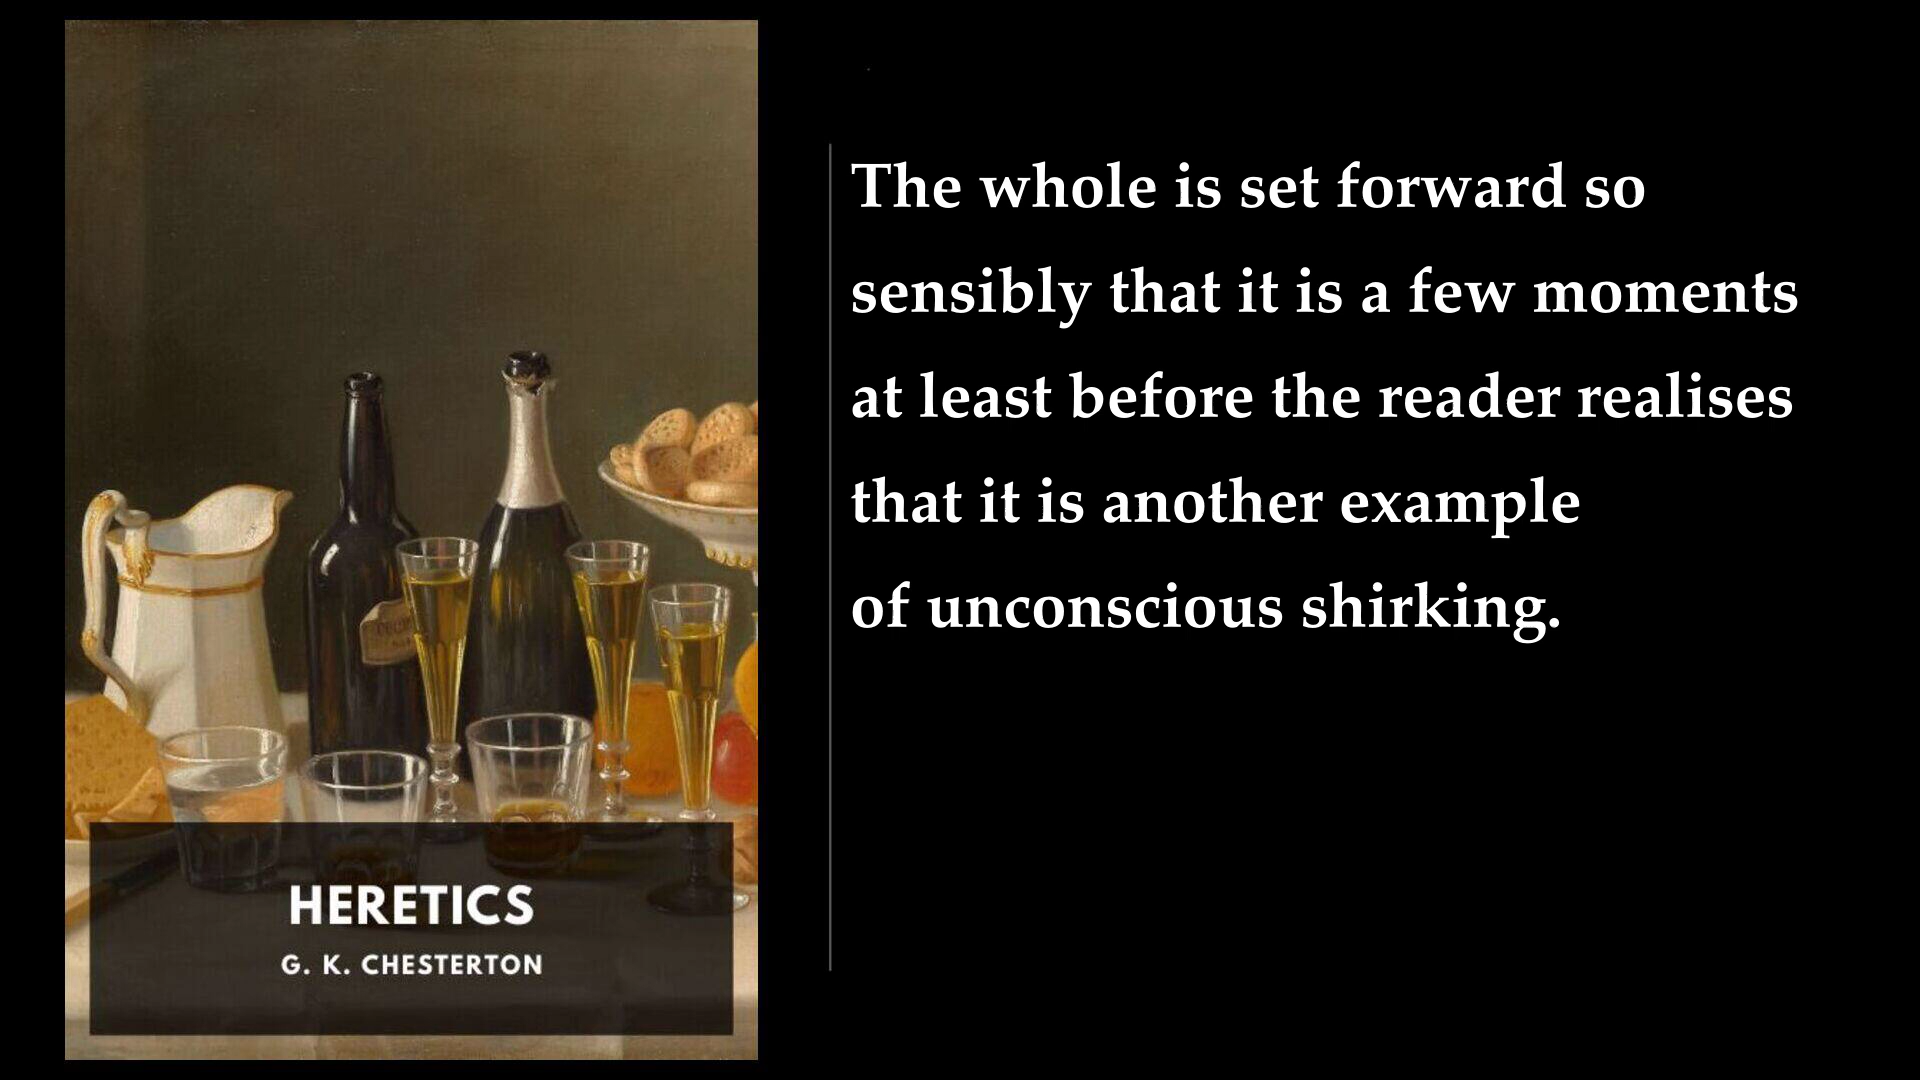 The whole is set forward so
sensibly that it is a few moments
at least before the reader realises
that it is another example
of unconscious shirking.
HERETICS
G. K. CHESTERTON